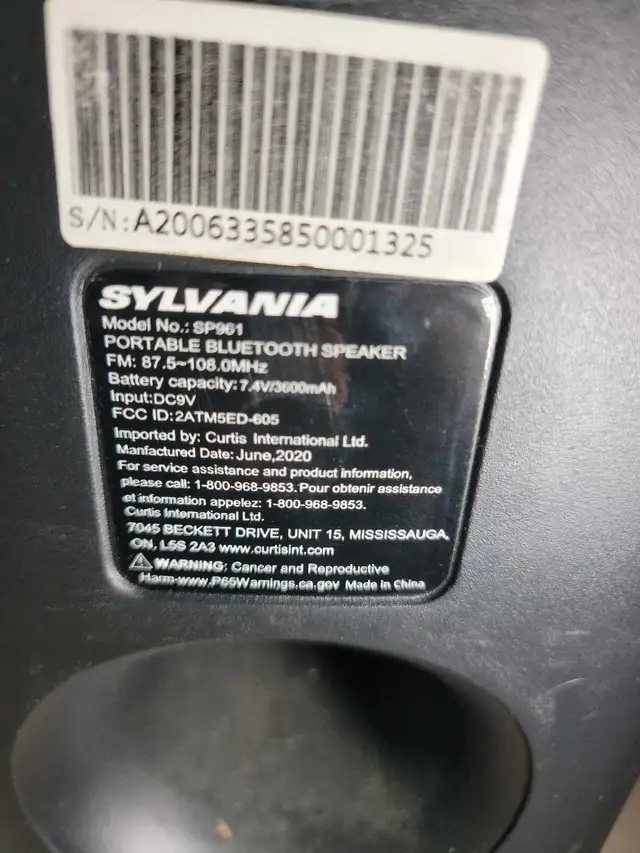 S/N:A2006335850001325
SYLVANIA
Model No.: SP961
PORTABLE BLUETOOTH SPEAKER
FM: 87.5~108.0MHz
Battery capacity: 7.4V/3600mAh
Input:DC9V
FCC ID:2ATM5ED-605
Imported by: Curtis International Ltd.
Manfactured Date: June,2020
For service assistance and product information,
please call: 1-800-968-9853. Pour obtenir assistance
et information appelez: 1-800-968-9853.
Curtis International Ltd.
7045 BECKETT DRIVE, UNIT 15, MISSISSAUGA,
ON, L5S 2A3 www.curtisint.com
⚠ WARNING: Cancer and Reproductive
Harm-www.P65Warnings.ca.gov Made in China